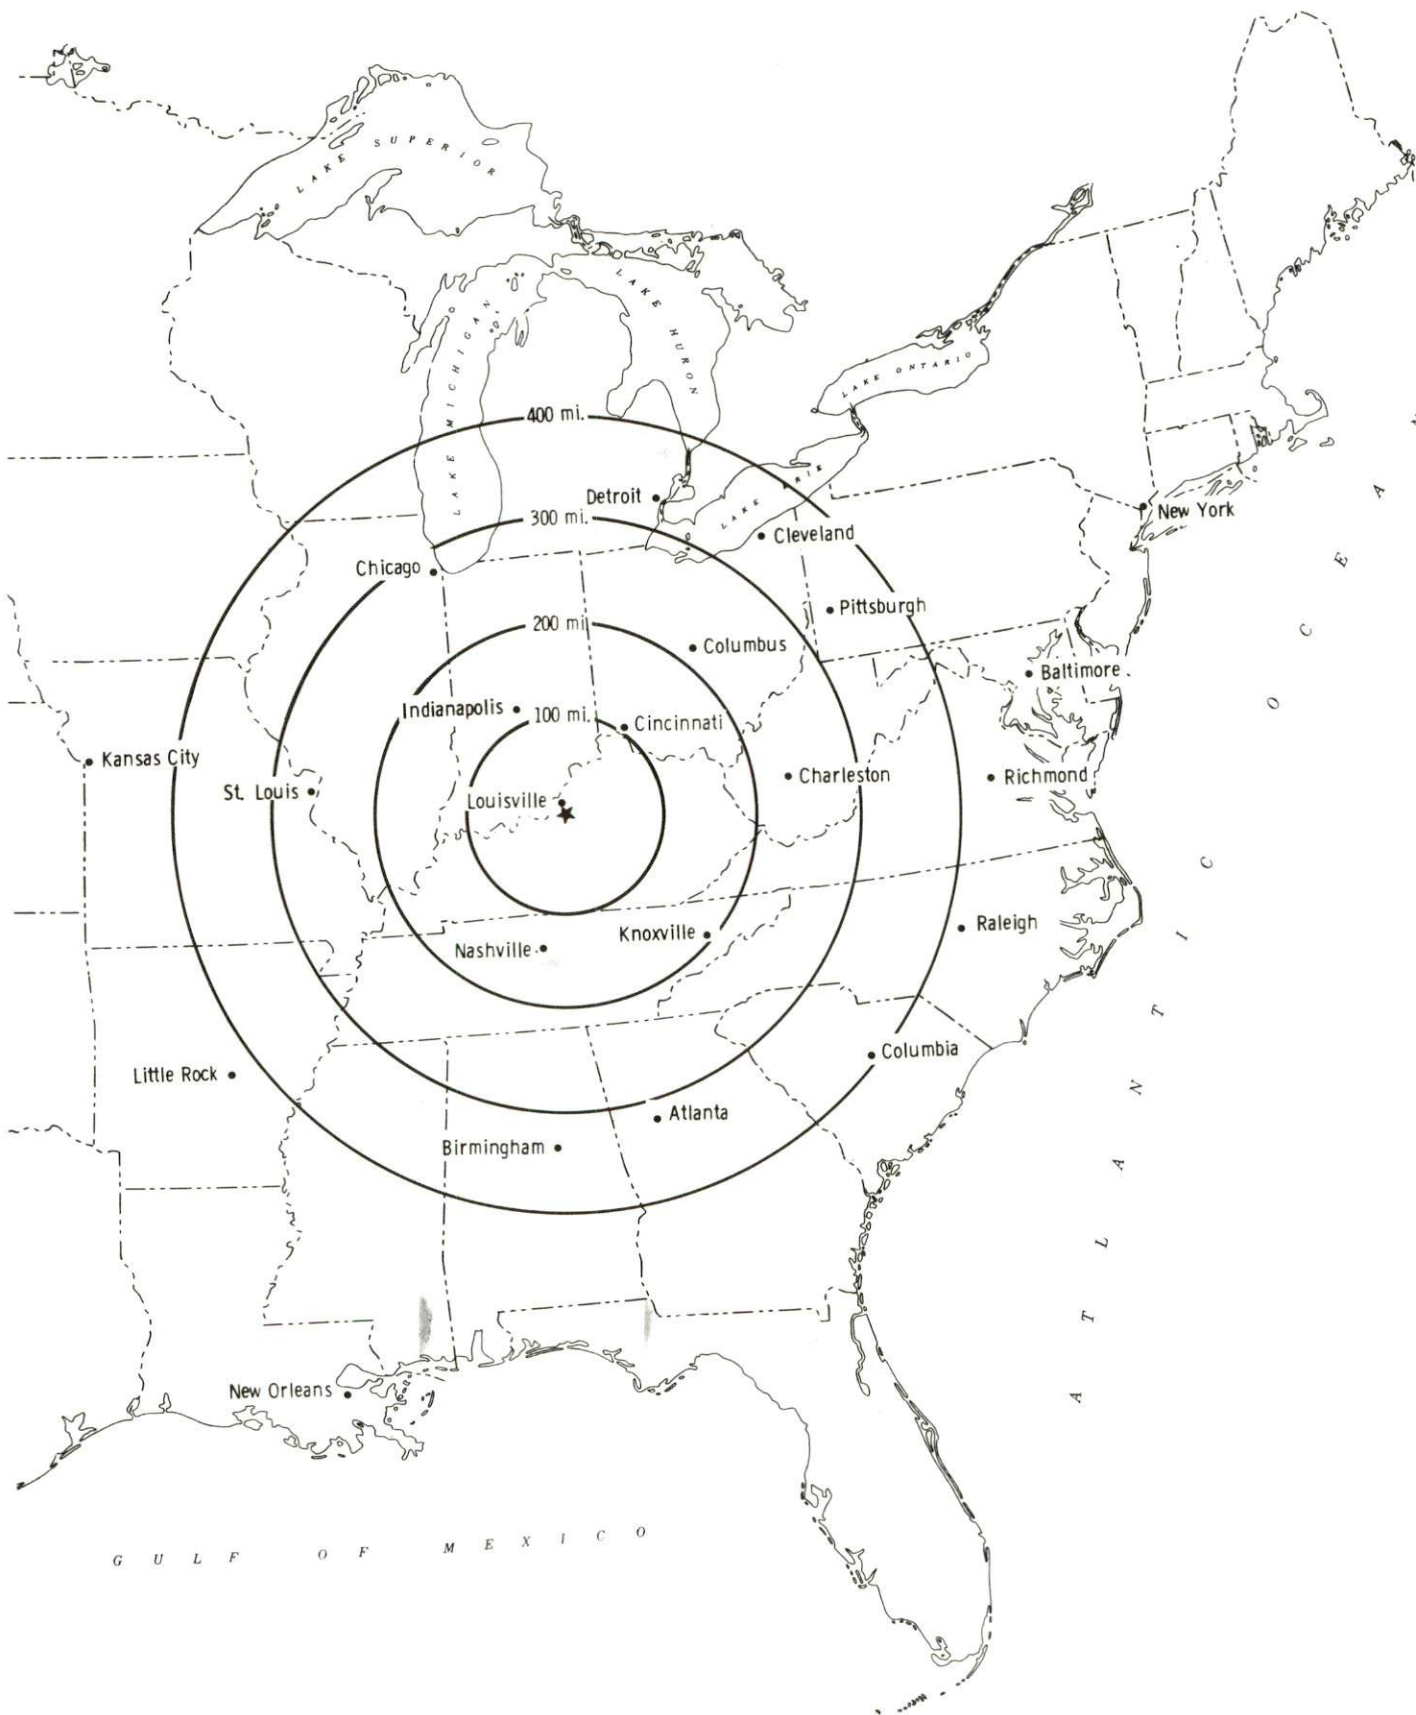 LAKE SUPERIOR
LAKE MICHIGAN
LAKE HURON
LAKE ONTARIO
LAKE ERIE
400 mi.
Detroit
300 mi.
New York
Cleveland
Chicago
Pittsburgh
200 mi.
Columbus
Baltimore
Indianapolis
100 mi.
Cincinnati
Kansas City
Charleston
Richmond
St. Louis
Louisville
Raleigh
Knoxville
Nashville
Columbia
Little Rock
Atlanta
Birmingham
New Orleans
ATLANTIC OCEAN
GULF OF MEXICO